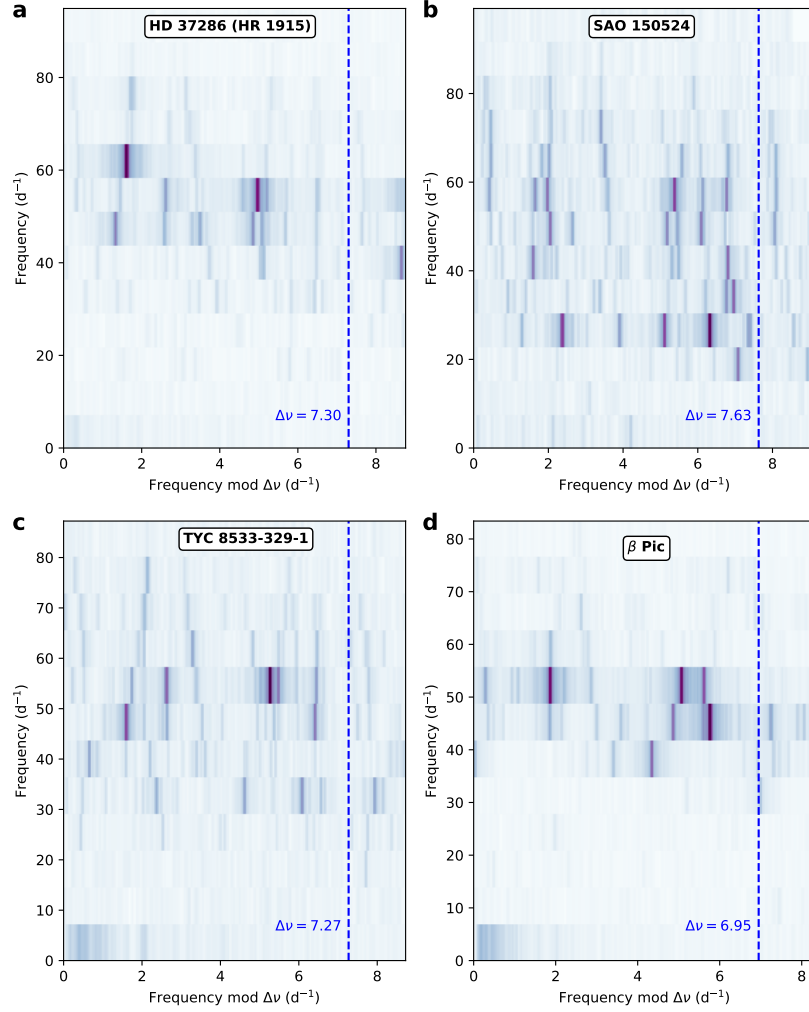 a
HD 37286 (HR 1915)
80
60
40
20
0
Frequency (d⁻¹)
Δν = 7.30
0 2 4 6 8
Frequency mod Δν (d⁻¹)
b
SAO 150524
80
60
40
20
0
Frequency (d⁻¹)
Δν = 7.63
0 2 4 6 8
Frequency mod Δν (d⁻¹)
c
TYC 8533-329-1
80
70
60
50
40
30
20
10
0
Frequency (d⁻¹)
Δν = 7.27
0 2 4 6 8
Frequency mod Δν (d⁻¹)
d
β Pic
80
70
60
50
40
30
20
10
0
Frequency (d⁻¹)
Δν = 6.95
0 2 4 6 8
Frequency mod Δν (d⁻¹)